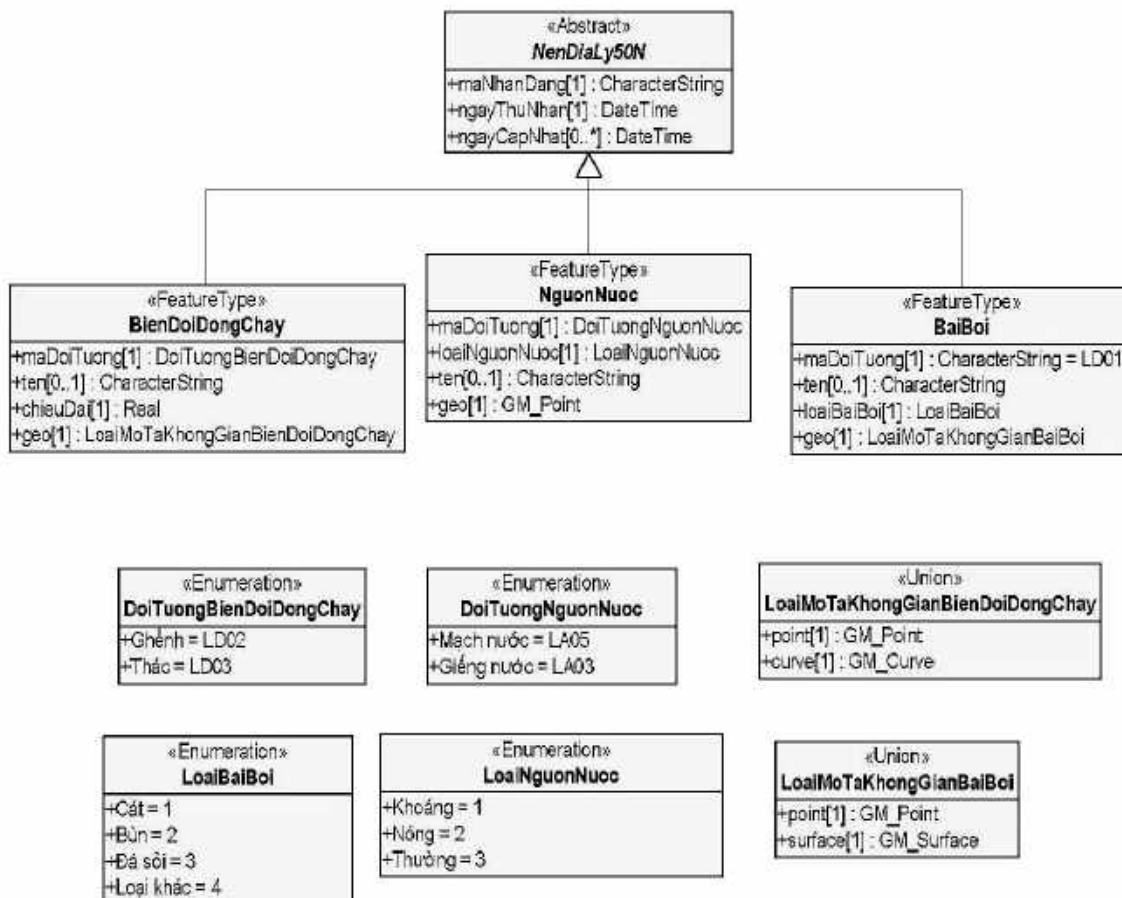 «Abstract»
NenDiaLy50N
+maNhanDang[1] : CharacterString
+ngayThuNhan[1] : DateTime
+ngayCapNhat[0..*] : DateTime
«FeatureType»
BienDoiDongChay
+maDoiTuong[1] : DoiTuongBienDoiDongChay
+ten[0..1] : CharacterString
+chieuDai[1] : Real
+geo[1] : LoaiMoTaKhongGianBienDoiDongChay
«FeatureType»
NguonNuoc
+maDoiTuong[1] : DoiTuongNguonNuoc
+loaiNguonNuoc[1] : LoaiNguonNuoc
+ten[0..1] : CharacterString
+geo[1] : GM_Point
«FeatureType»
BaiBoi
+maDoiTuong[1] : CharacterString = LD01
+ten[0..1] : CharacterString
+loaiBaiBoi[1] : LoaiBaiBoi
+geo[1] : LoaiMoTaKhongGianBaiBoi
«Enumeration»
DoiTuongBienDoiDongChay
+Ghềnh = LD02
+Thác = LD03
«Enumeration»
DoiTuongNguonNuoc
+Mạch nước = LA05
+Giếng nước = LA03
«Union»
LoaiMoTaKhongGianBienDoiDongChay
+point[1] : GM_Point
+curve[1] : GM_Curve
«Enumeration»
LoaiBaiBoi
+Cát = 1
+Bùn = 2
+Đá sỏi = 3
+Loại khác = 4
«Enumeration»
LoaiNguonNuoc
+Khoáng = 1
+Nóng = 2
+Thường = 3
«Union»
LoaiMoTaKhongGianBaiBoi
+point[1] : GM_Point
+surface[1] : GM_Surface